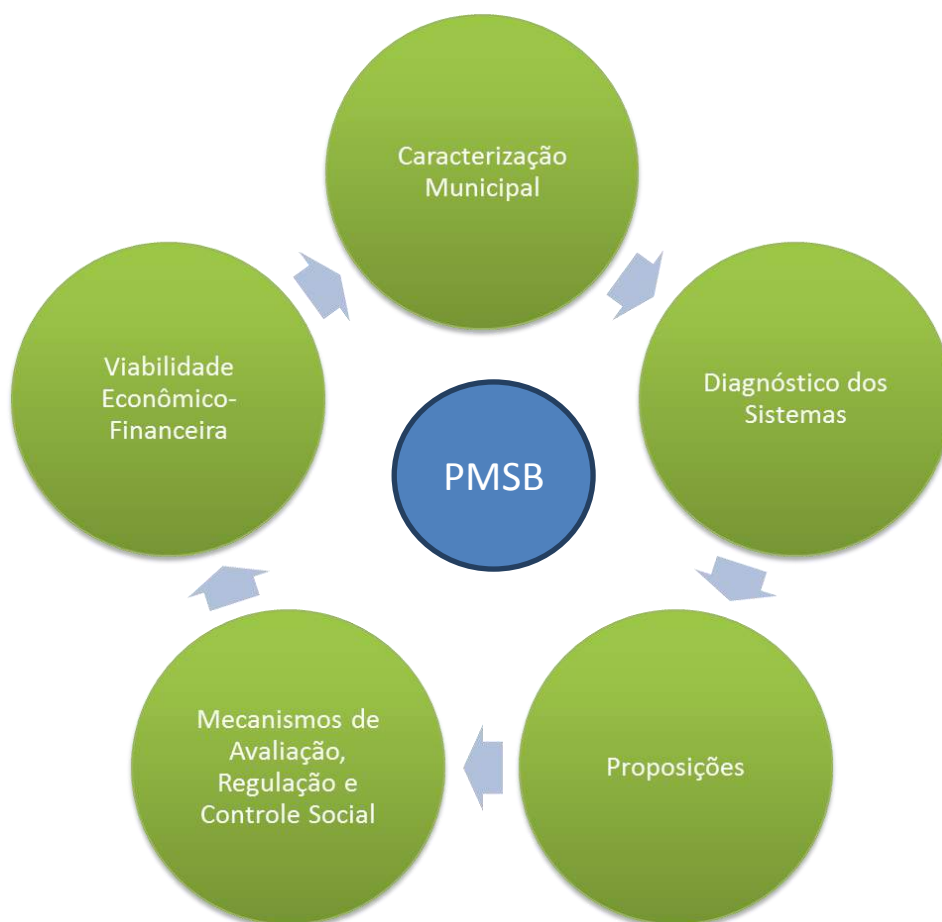 Caracterização
Municipal
Diagnóstico dos
Sistemas
Proposições
Mecanismos de
Avaliação,
Regulação e
Controle Social
Viabilidade
Econômico-
Financeira
PMSB